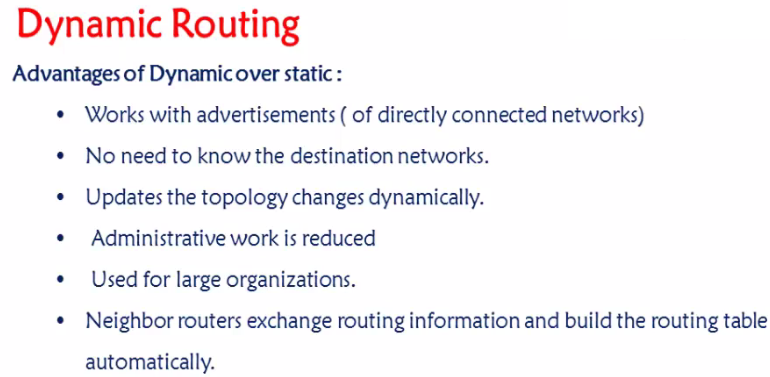 Dynamic Routing
Advantages of Dynamic over static :
• Works with advertisements ( of directly connected networks)
• No need to know the destination networks.
• Updates the topology changes dynamically.
• Administrative work is reduced
• Used for large organizations.
• Neighbor routers exchange routing information and build the routing table
automatically.